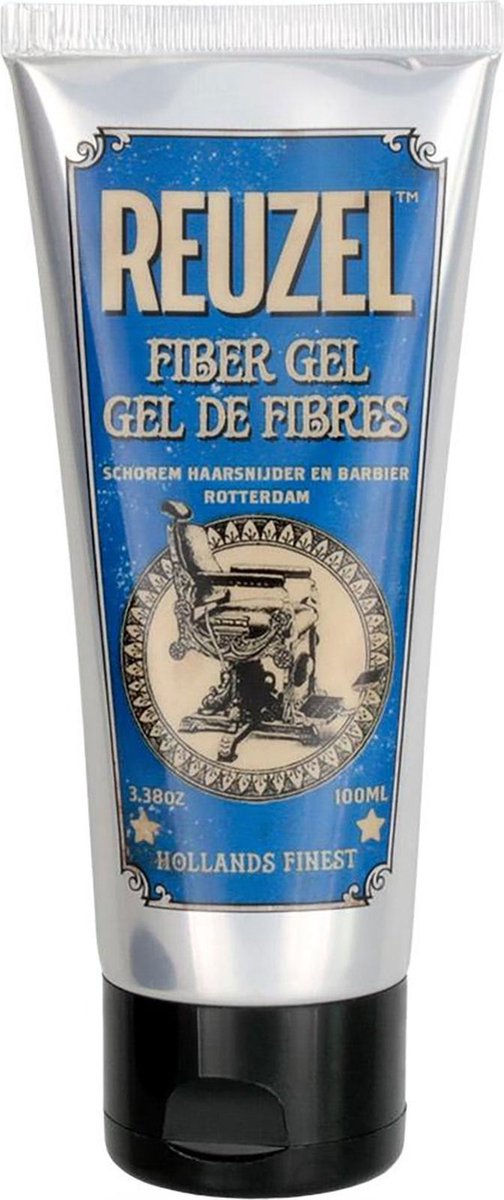 REUZEL™
FIBER GEL
GEL DE FIBRES
SCHOREM HAARSNIJDER EN BARBIER
ROTTERDAM
3.38OZ 100ML
HOLLANDS FINEST